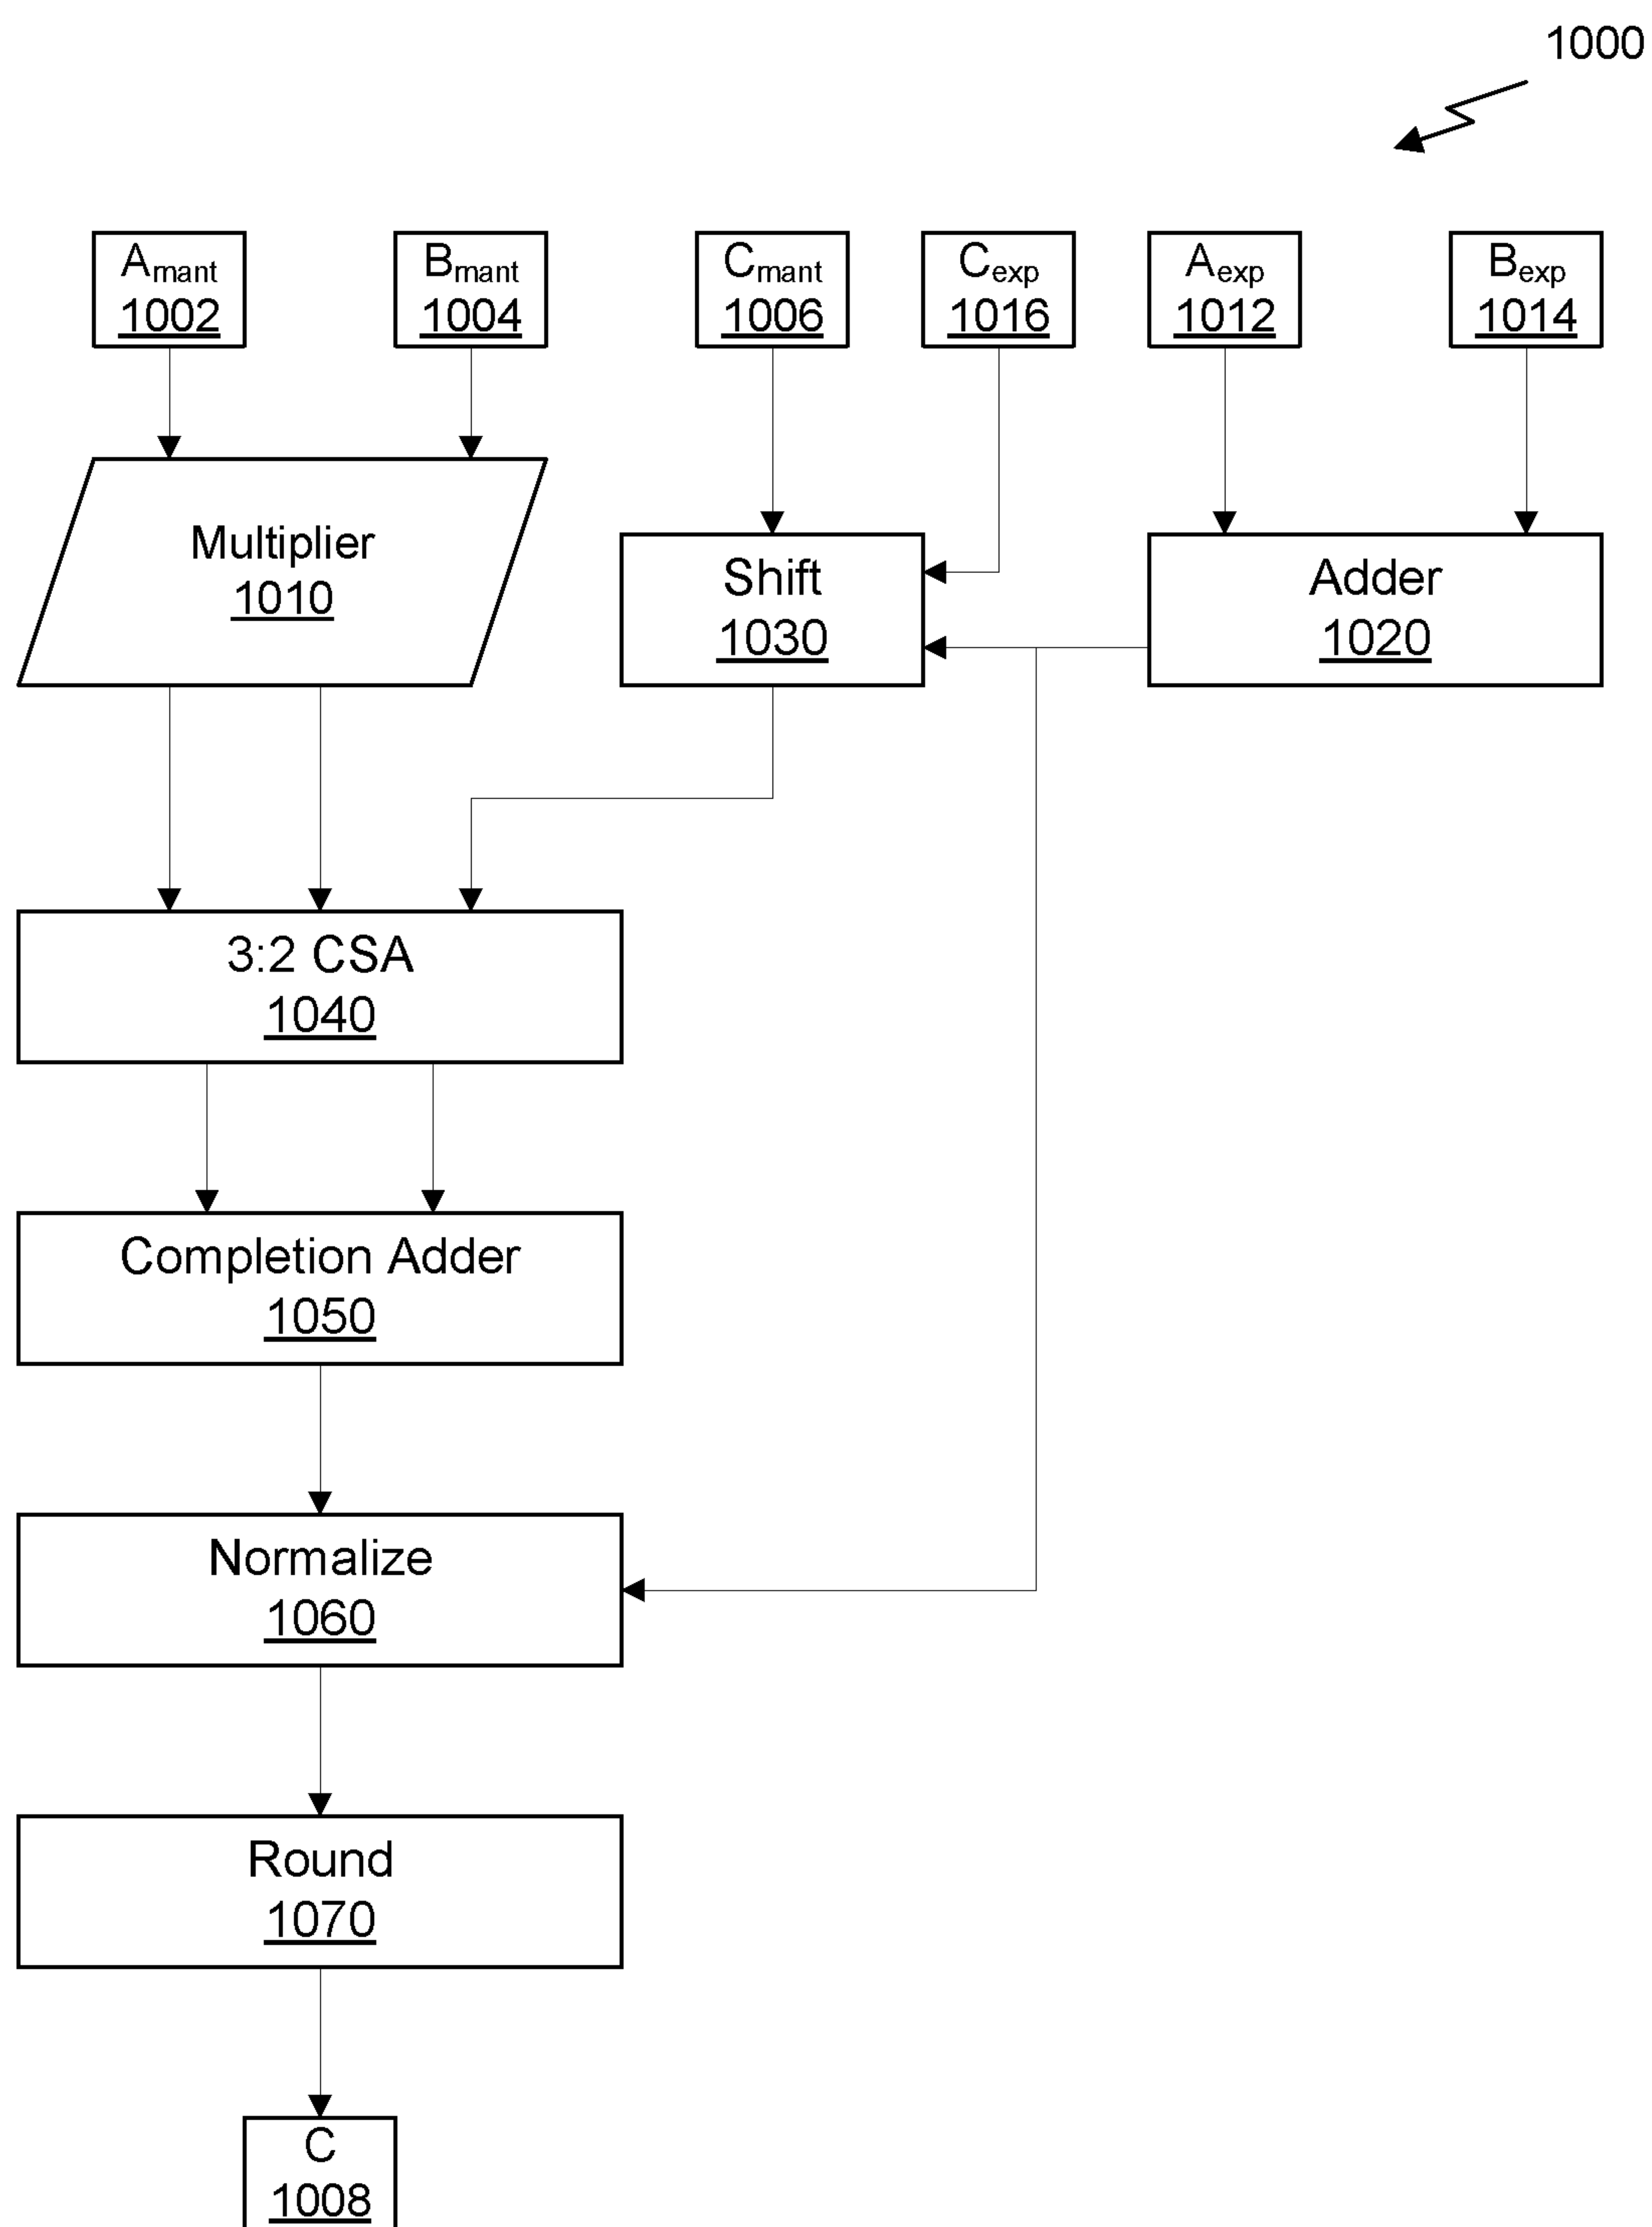 1000
Amant
1002
Bmant
1004
Cmant
1006
Cexp
1016
Aexp
1012
Bexp
1014
Multiplier
1010
Shift
1030
Adder
1020
3:2 CSA
1040
Completion Adder
1050
Normalize
1060
Round
1070
C
1008